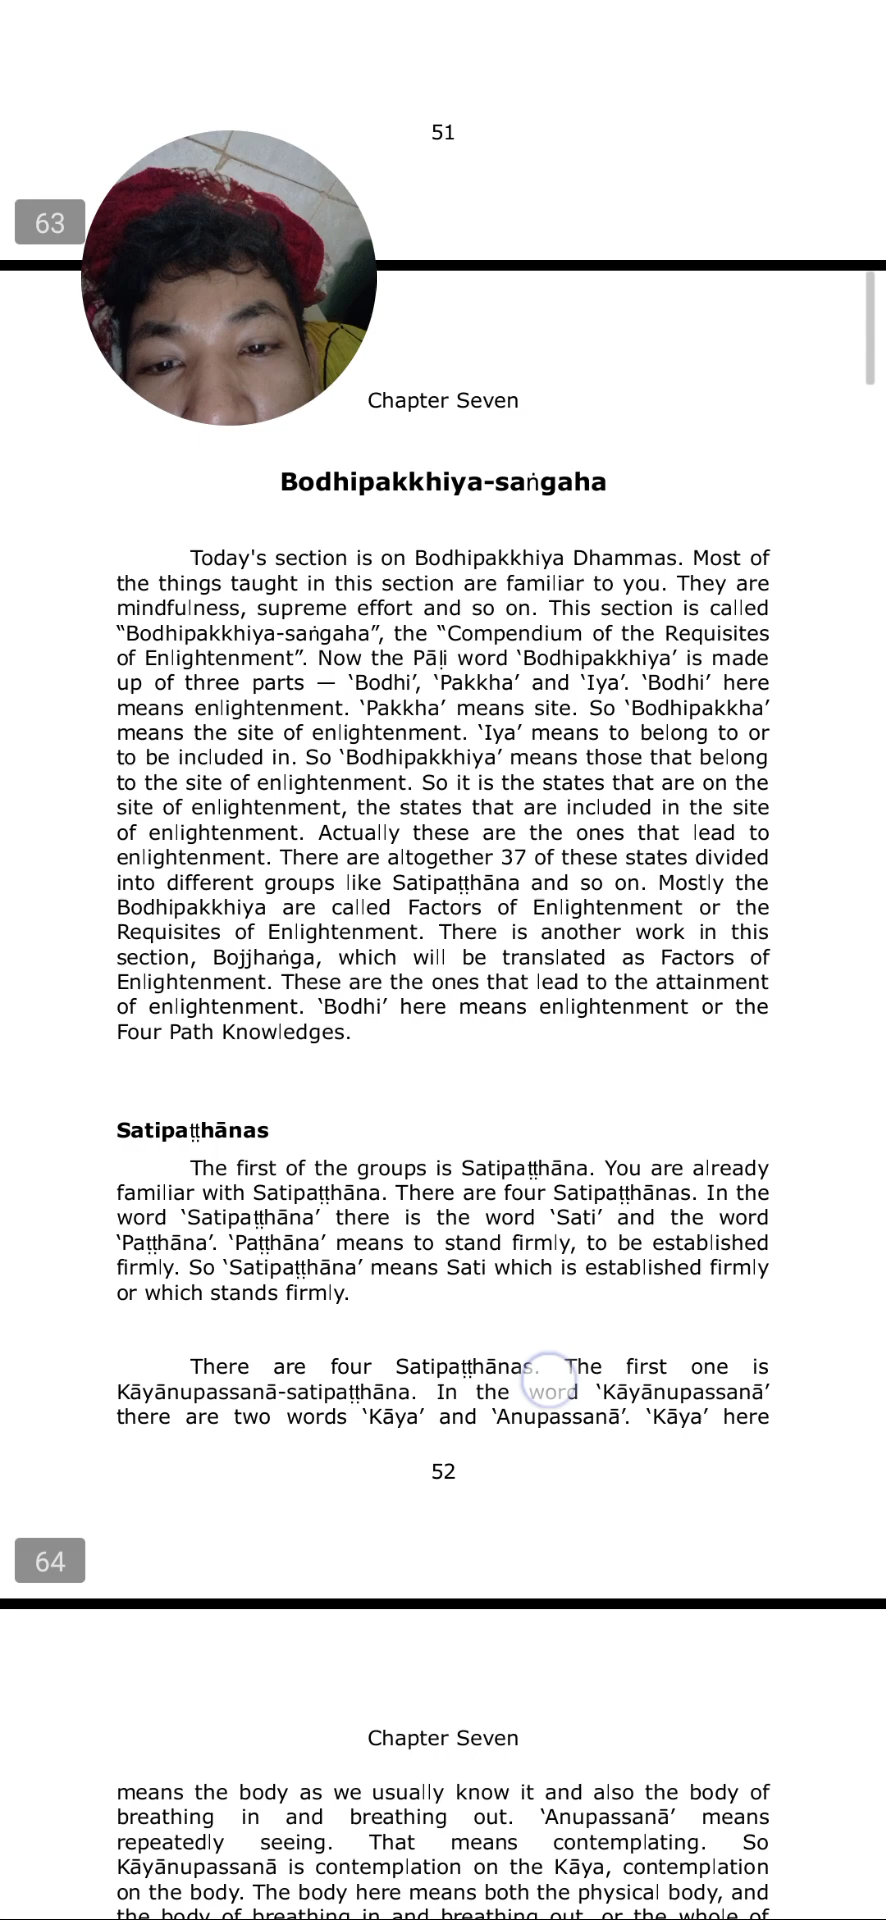 51
63
Chapter Seven
Bodhipakkhiya-saṅgaha
Today's section is on Bodhipakkhiya Dhammas. Most of
the things taught in this section are familiar to you. They are
mindfulness, supreme effort and so on. This section is called
“Bodhipakkhiya-saṅgaha”, the “Compendium of the Requisites
of Enlightenment”. Now the Pāḷi word ‘Bodhipakkhiya’ is made
up of three parts — ‘Bodhi’, ‘Pakkha’ and ‘Iya’. ‘Bodhi’ here
means enlightenment. ‘Pakkha’ means site. So ‘Bodhipakkha’
means the site of enlightenment. ‘Iya’ means to belong to or
to be included in. So ‘Bodhipakkhiya’ means those that belong
to the site of enlightenment. So it is the states that are on the
site of enlightenment, the states that are included in the site
of enlightenment. Actually these are the ones that lead to
enlightenment. There are altogether 37 of these states divided
into different groups like Satipaṭṭhāna and so on. Mostly the
Bodhipakkhiya are called Factors of Enlightenment or the
Requisites of Enlightenment. There is another work in this
section, Bojjhaṅga, which will be translated as Factors of
Enlightenment. These are the ones that lead to the attainment
of enlightenment. ‘Bodhi’ here means enlightenment or the
Four Path Knowledges.
Satipaṭṭhānas
The first of the groups is Satipaṭṭhāna. You are already
familiar with Satipaṭṭhāna. There are four Satipaṭṭhānas. In the
word ‘Satipaṭṭhāna’ there is the word ‘Sati’ and the word
‘Paṭṭhāna’. ‘Paṭṭhāna’ means to stand firmly, to be established
firmly. So ‘Satipaṭṭhāna’ means Sati which is established firmly
or which stands firmly.
There are four Satipaṭṭhānas. The first one is
Kāyānupassanā-satipaṭṭhāna. In the word ‘Kāyānupassanā’
there are two words ‘Kāya’ and ‘Anupassanā’. ‘Kāya’ here
52
64
Chapter Seven
means the body as we usually know it and also the body of
breathing in and breathing out. ‘Anupassanā’ means
repeatedly seeing. That means contemplating. So
Kāyānupassanā is contemplation on the Kāya, contemplation
on the body. The body here means both the physical body, and
the body of breathing in and breathing out, or the whole of